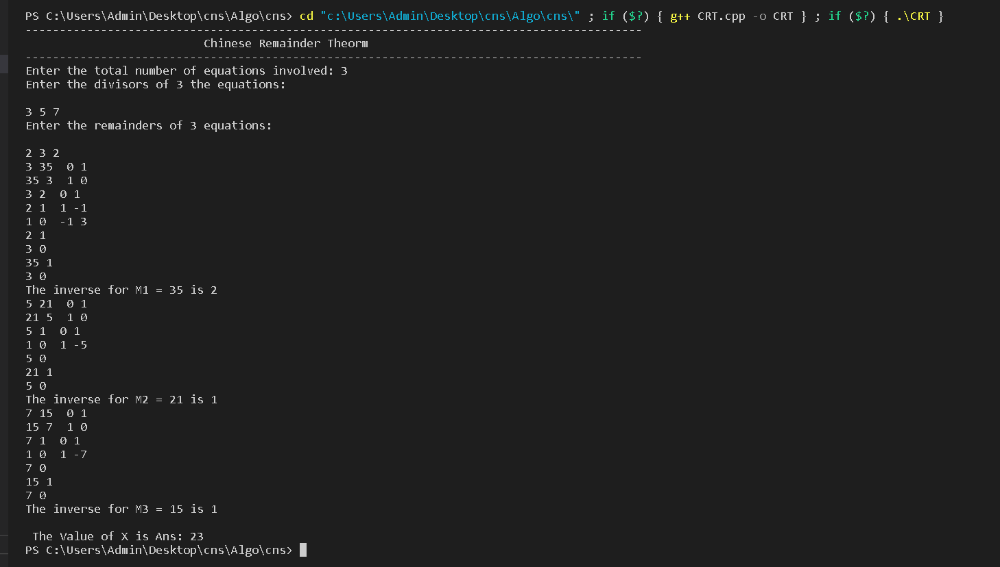 PS C:\Users\Admin\Desktop\cns\Algo\cns> cd "c:\Users\Admin\Desktop\cns\Algo\cns\" ; if ($?) { g++ CRT.cpp -o CRT } ; if ($?) { .\CRT }
------------------------------------------------------------------------------------------
Chinese Remainder Theorm
------------------------------------------------------------------------------------------
Enter the total number of equations involved: 3
Enter the divisors of 3 the equations:
3 5 7
Enter the remainders of 3 equations:
2 3 2
3 35  0 1
35 3  1 0
3 2  0 1
2 1  1 -1
1 0  -1 3
2 1
3 0
35 1
3 0
The inverse for M1 = 35 is 2
5 21  0 1
21 5  1 0
5 1  0 1
1 0  1 -5
5 0
21 1
5 0
The inverse for M2 = 21 is 1
7 15  0 1
15 7  1 0
7 1  0 1
1 0  1 -7
7 0
15 1
7 0
The inverse for M3 = 15 is 1
The Value of X is Ans: 23
PS C:\Users\Admin\Desktop\cns\Algo\cns>